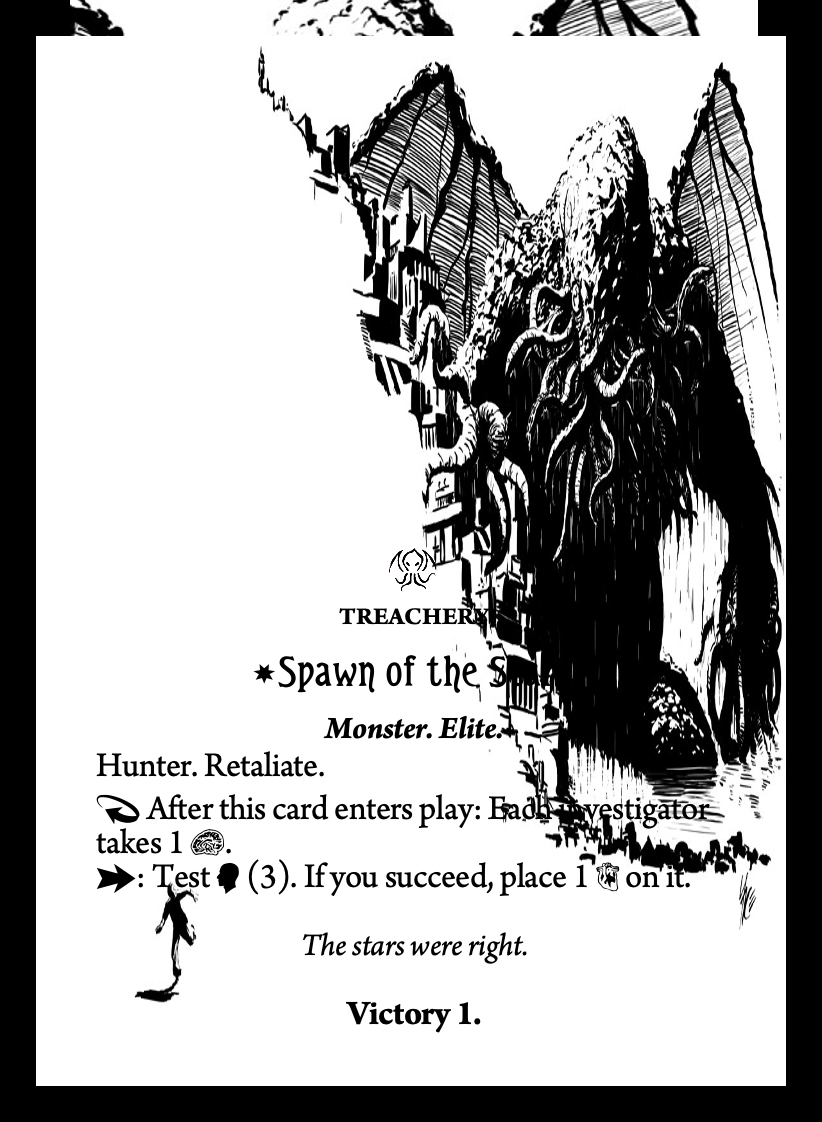 TREACHERY
Spawn of the
Monster. Elite.
Hunter. Retaliate.
After this card enters play: Each investigator
takes 1 .
: Test (3). If you succeed, place 1 on it.
The stars were right.
Victory 1.